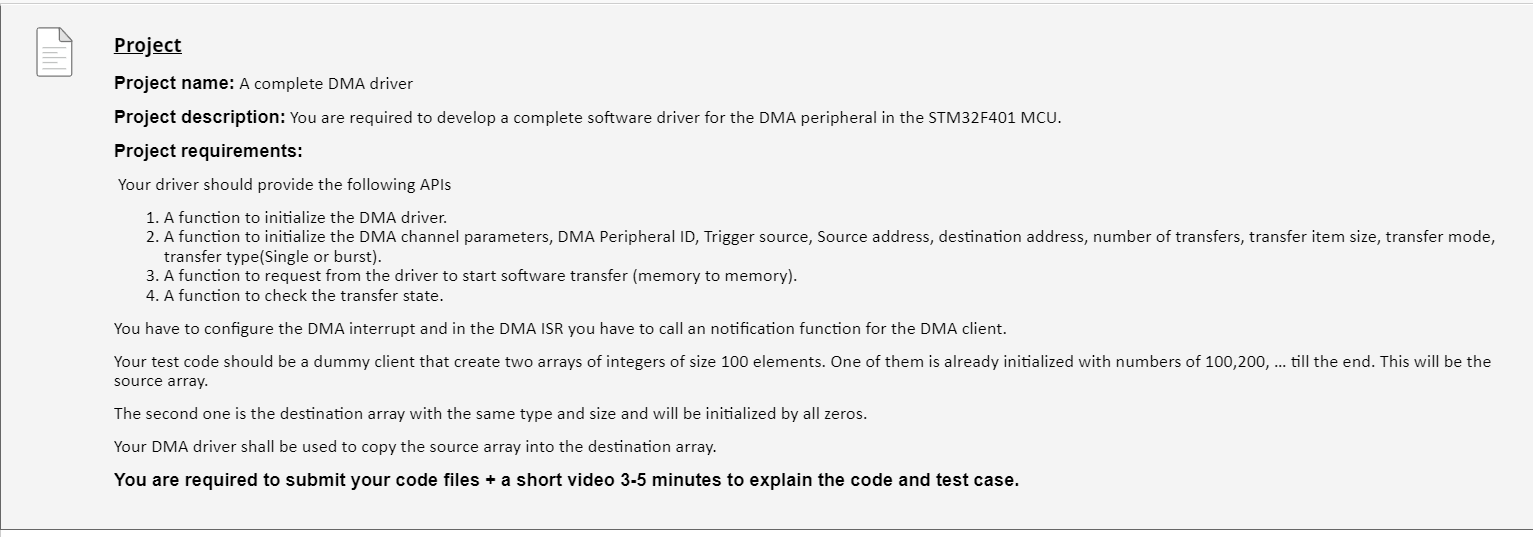 Project
Project name: A complete DMA driver
Project description: You are required to develop a complete software driver for the DMA peripheral in the STM32F401 MCU.
Project requirements:
Your driver should provide the following APIs
1. A function to initialize the DMA driver.
2. A function to initialize the DMA channel parameters, DMA Peripheral ID, Trigger source, Source address, destination address, number of transfers, transfer item size, transfer mode,
transfer type(Single or burst).
3. A function to request from the driver to start software transfer (memory to memory).
4. A function to check the transfer state.
You have to configure the DMA interrupt and in the DMA ISR you have to call an notification function for the DMA client.
Your test code should be a dummy client that create two arrays of integers of size 100 elements. One of them is already initialized with numbers of 100,200, ... till the end. This will be the
source array.
The second one is the destination array with the same type and size and will be initialized by all zeros.
Your DMA driver shall be used to copy the source array into the destination array.
You are required to submit your code files + a short video 3-5 minutes to explain the code and test case.